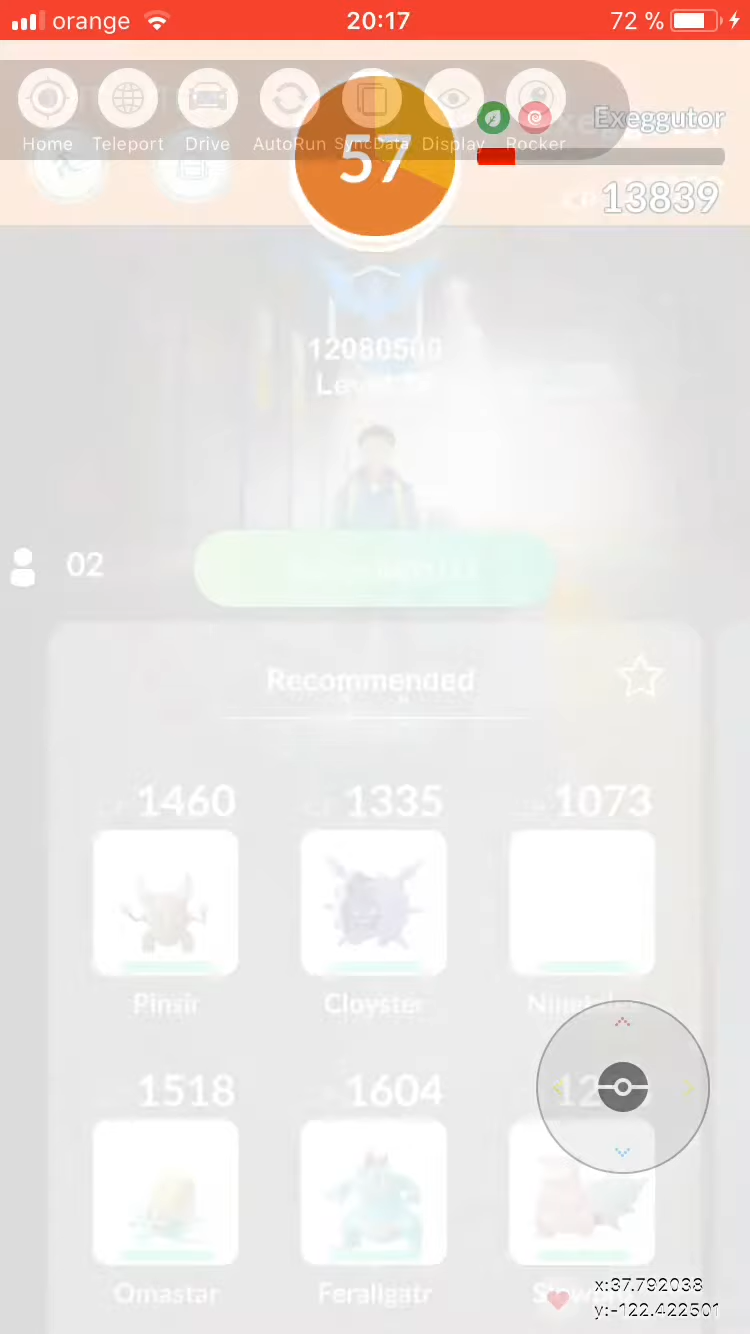 orange 20:17 72 %
Home Teleport Drive AutoRun SyncData Display Rocker
Exeggutor
57
13839
12080500
02
Recommended
1460 1335 1073
Pinsir Cloyster
1518 1604
Omastar Feraligatr
x:37.792038
y:-122.422501